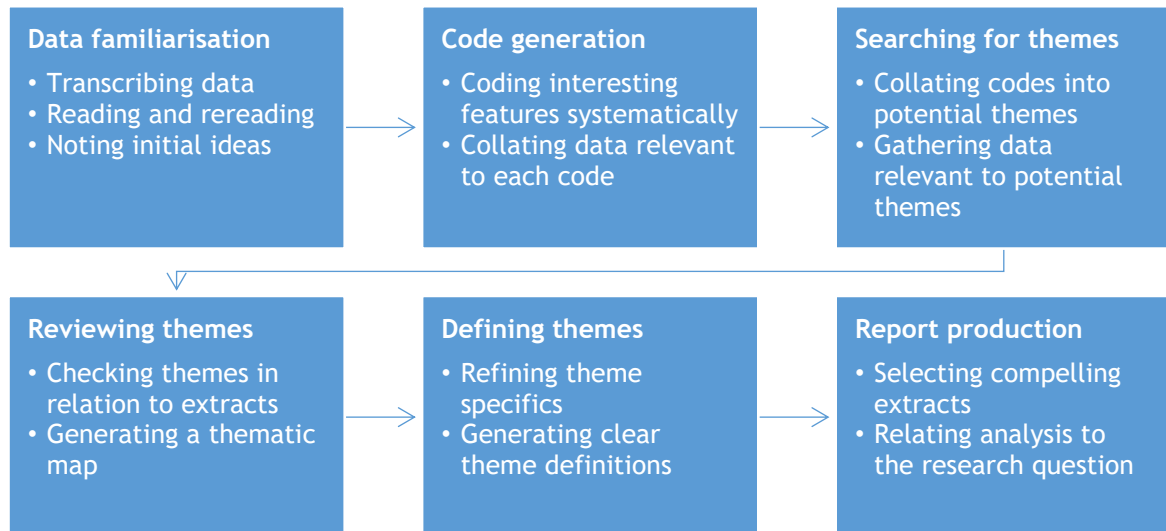 Data familiarisation
• Transcribing data
• Reading and rereading
• Noting initial ideas
Code generation
• Coding interesting
features systematically
• Collating data relevant
to each code
Searching for themes
• Collating codes into
potential themes
• Gathering data
relevant to potential
themes
Reviewing themes
• Checking themes in
relation to extracts
• Generating a thematic
map
Defining themes
• Refining theme
specifics
• Generating clear
theme definitions
Report production
• Selecting compelling
extracts
• Relating analysis to
the research question